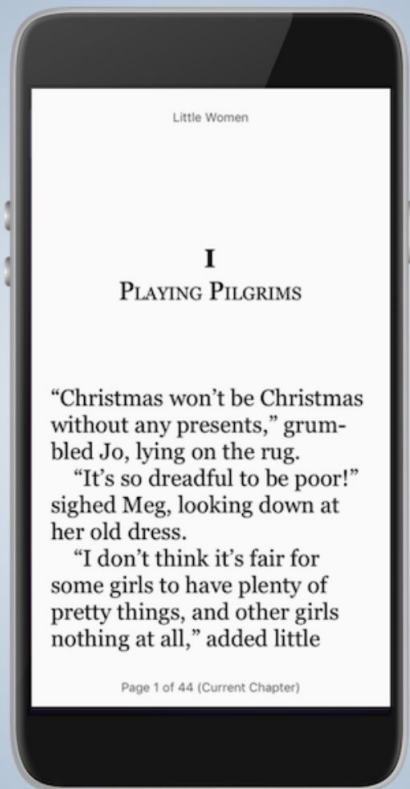 Little Women
I
PLAYING PILGRIMS
“Christmas won’t be Christmas
without any presents,” grum-
bled Jo, lying on the rug.
“It’s so dreadful to be poor!”
sighed Meg, looking down at
her old dress.
“I don’t think it’s fair for
some girls to have plenty of
pretty things, and other girls
nothing at all,” added little
Page 1 of 44 (Current Chapter)